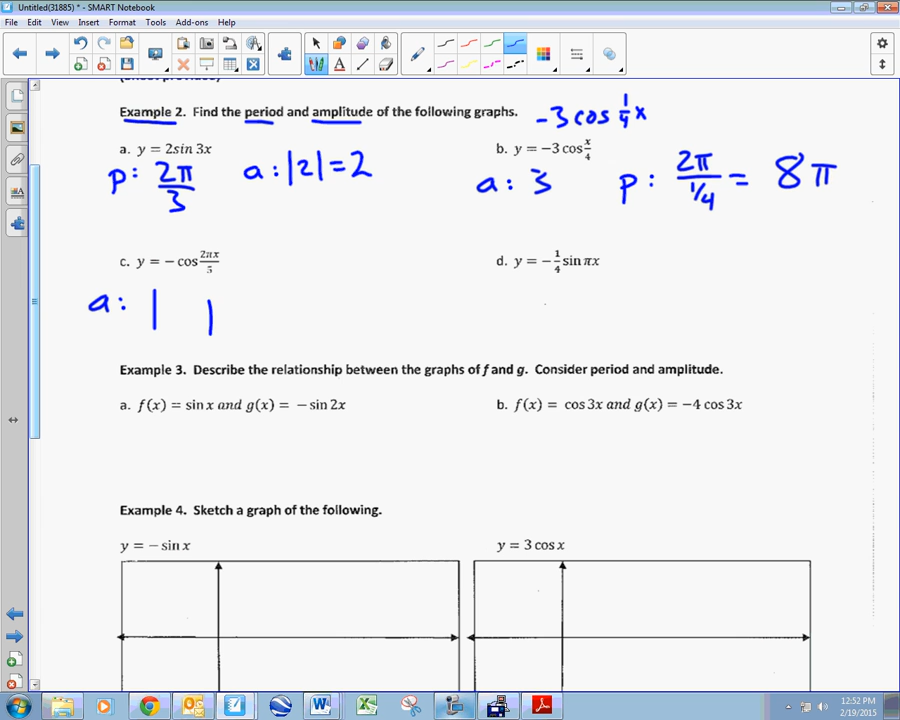 Untitled(31885) * - SMART Notebook
File Edit View Insert Format Tools Add-ons Help
Example 2. Find the period and amplitude of the following graphs.
-3 cos 1/4 x
a. y = 2sin 3x
b. y = −3 cos x/4
p: 2π/3 a: |2| = 2
a: 3 p: 2π/1/4 = 8π
c. y = − cos 2πx/5
d. y = − 1/4 sin πx
a: | |
Example 3. Describe the relationship between the graphs of f and g. Consider period and amplitude.
a. f(x) = sin x and g(x) = − sin 2x
b. f(x) = cos 3x and g(x) = −4 cos 3x
Example 4. Sketch a graph of the following.
y = − sin x
y = 3 cos x
12:52 PM
2/19/2015